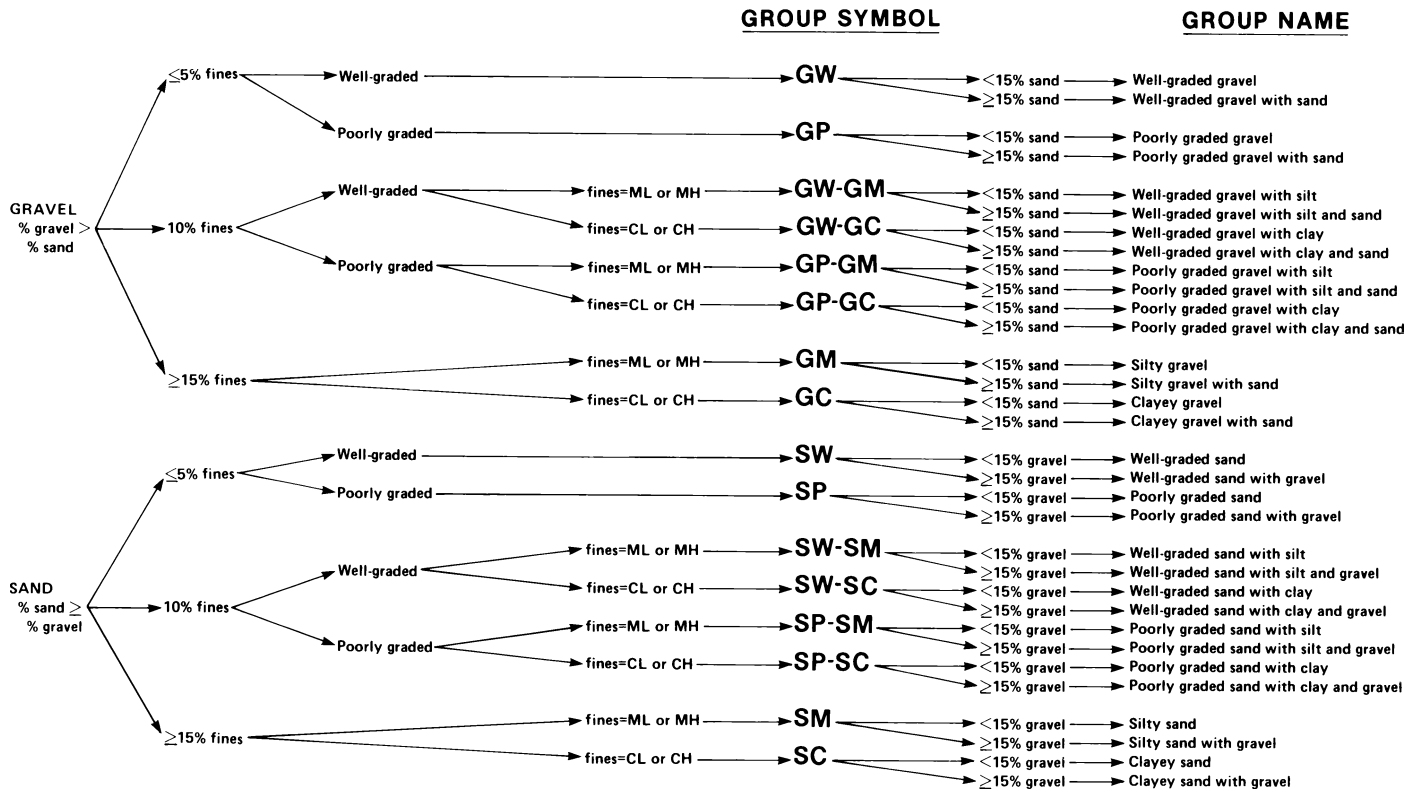 GROUP SYMBOL GROUP NAME
≤5% fines Well-graded GW <15% sand Well-graded gravel
≥15% sand Well-graded gravel with sand
Poorly graded GP <15% sand Poorly graded gravel
≥15% sand Poorly graded gravel with sand
GRAVEL
% gravel >
% sand
10% fines Well-graded fines=ML or MH GW-GM <15% sand Well-graded gravel with silt
≥15% sand Well-graded gravel with silt and sand
fines=CL or CH GW-GC <15% sand Well-graded gravel with clay
≥15% sand Well-graded gravel with clay and sand
Poorly graded fines=ML or MH GP-GM <15% sand Poorly graded gravel with silt
≥15% sand Poorly graded gravel with silt and sand
fines=CL or CH GP-GC <15% sand Poorly graded gravel with clay
≥15% sand Poorly graded gravel with clay and sand
≥15% fines fines=ML or MH GM <15% sand Silty gravel
≥15% sand Silty gravel with sand
fines=CL or CH GC <15% sand Clayey gravel
≥15% sand Clayey gravel with sand
≤5% fines Well-graded SW <15% gravel Well-graded sand
≥15% gravel Well-graded sand with gravel
Poorly graded SP <15% gravel Poorly graded sand
≥15% gravel Poorly graded sand with gravel
SAND
% sand ≥
% gravel
10% fines Well-graded fines=ML or MH SW-SM <15% gravel Well-graded sand with silt
≥15% gravel Well-graded sand with silt and gravel
fines=CL or CH SW-SC <15% gravel Well-graded sand with clay
≥15% gravel Well-graded sand with clay and gravel
Poorly graded fines=ML or MH SP-SM <15% gravel Poorly graded sand with silt
≥15% gravel Poorly graded sand with silt and gravel
fines=CL or CH SP-SC <15% gravel Poorly graded sand with clay
≥15% gravel Poorly graded sand with clay and gravel
≥15% fines fines=ML or MH SM <15% gravel Silty sand
≥15% gravel Silty sand with gravel
fines=CL or CH SC <15% gravel Clayey sand
≥15% gravel Clayey sand with gravel